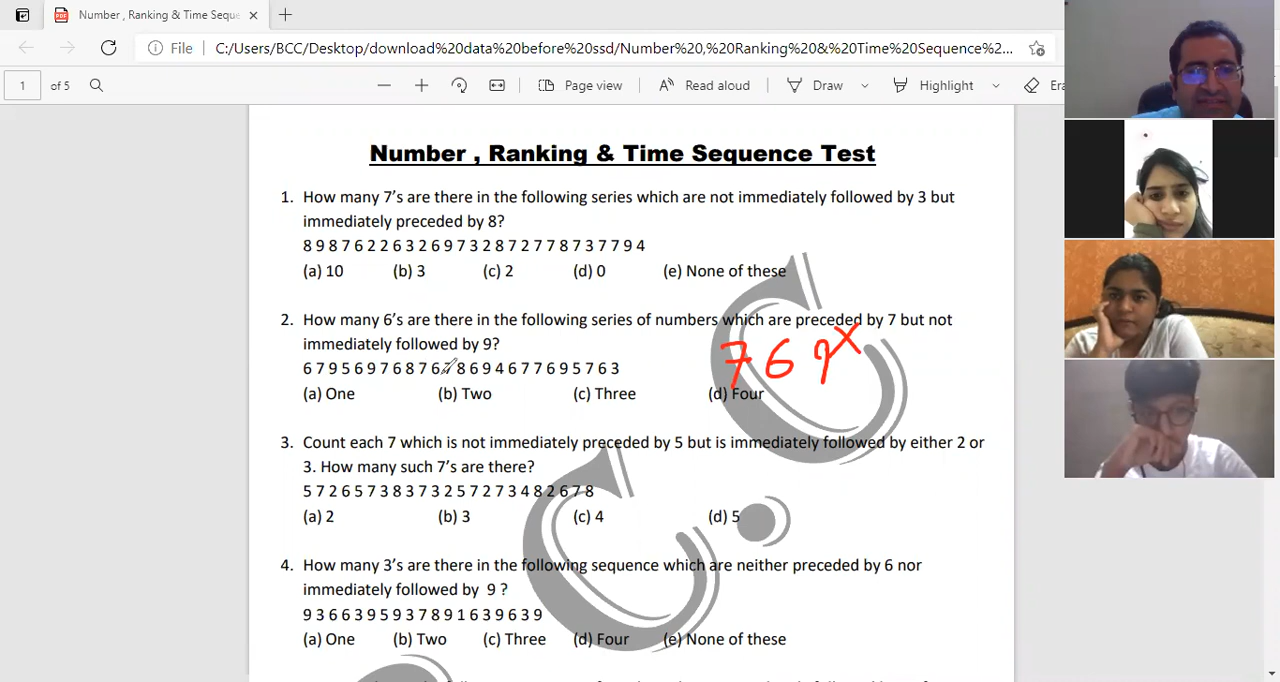 Number , Ranking & Time Seque
File C:/Users/BCC/Desktop/download%20data%20before%20ssd/Number%20,%20Ranking%20&%20Time%20Sequence%2...
1 of 5 Page view Read aloud Draw Highlight Era
Number , Ranking & Time Sequence Test
1. How many 7’s are there in the following series which are not immediately followed by 3 but
immediately preceded by 8?
8 9 8 7 6 2 2 6 3 2 6 9 7 3 2 8 7 2 7 7 8 7 3 7 7 9 4
(a) 10 (b) 3 (c) 2 (d) 0 (e) None of these
2. How many 6’s are there in the following series of numbers which are preceded by 7 but not
immediately followed by 9?
6 7 9 5 6 9 7 6 8 7 6 8 6 9 4 6 7 7 6 9 5 7 6 3
7 6 9 X
(a) One (b) Two (c) Three (d) Four
3. Count each 7 which is not immediately preceded by 5 but is immediately followed by either 2 or
3. How many such 7’s are there?
5 7 2 6 5 7 3 8 3 7 3 2 5 7 2 7 3 4 8 2 6 7 8
(a) 2 (b) 3 (c) 4 (d) 5
4. How many 3’s are there in the following sequence which are neither preceded by 6 nor
immediately followed by 9 ?
9 3 6 6 3 9 5 9 3 7 8 9 1 6 3 9 6 3 9
(a) One (b) Two (c) Three (d) Four (e) None of these
C.C